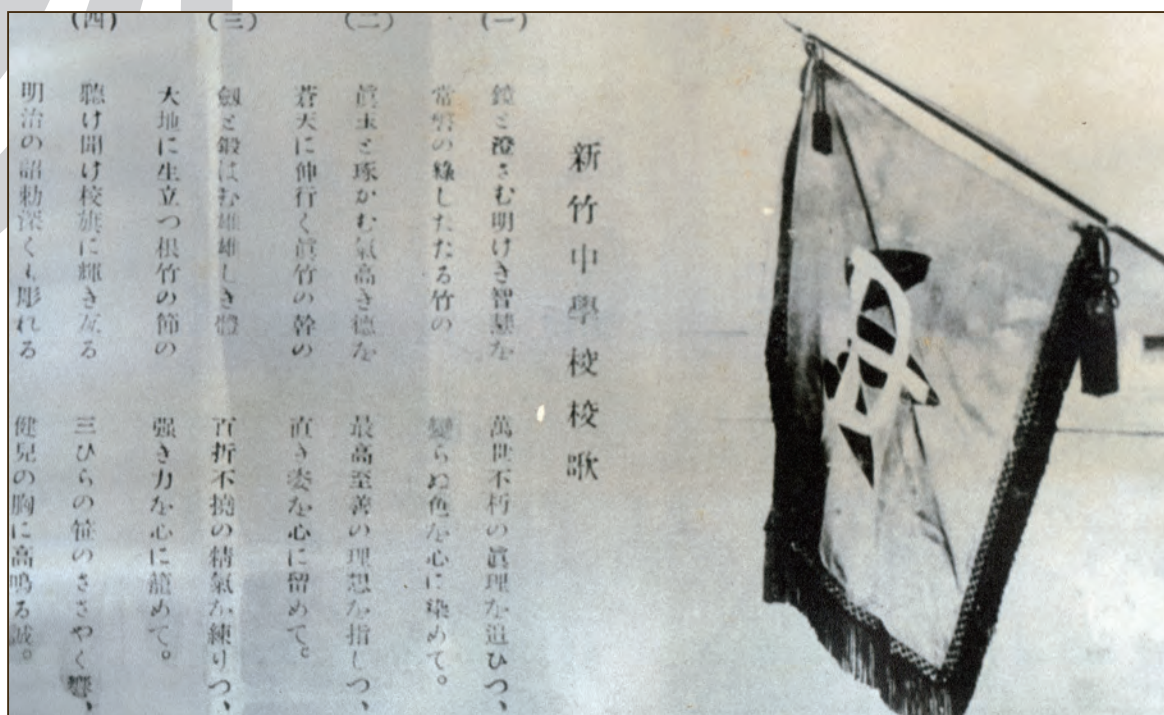 新竹中學校校歌
(一)
鏡と澄さむ明けき智慧を 萬世不朽の眞理を追ひつ、
常磐の綠したたる竹の 變らぬ色を心に染めて。
(二)
眞玉と琢かむ氣高き德を 最高至善の理想を指しつ、
蒼天に伸行く眞竹の幹の 直き姿を心に留めて。
(三)
劍と鍛はむ雄雄しき體 百折不撓の精氣を練りつ、
大地に生立つ根竹の節の 强き力を心に籠めて。
(四)
聽け聞け校旗に輝き亙る 三ひらの笹のささやく響、
明治の詔勅深くも彫れる 健兒の胸に高鳴る誠。
中